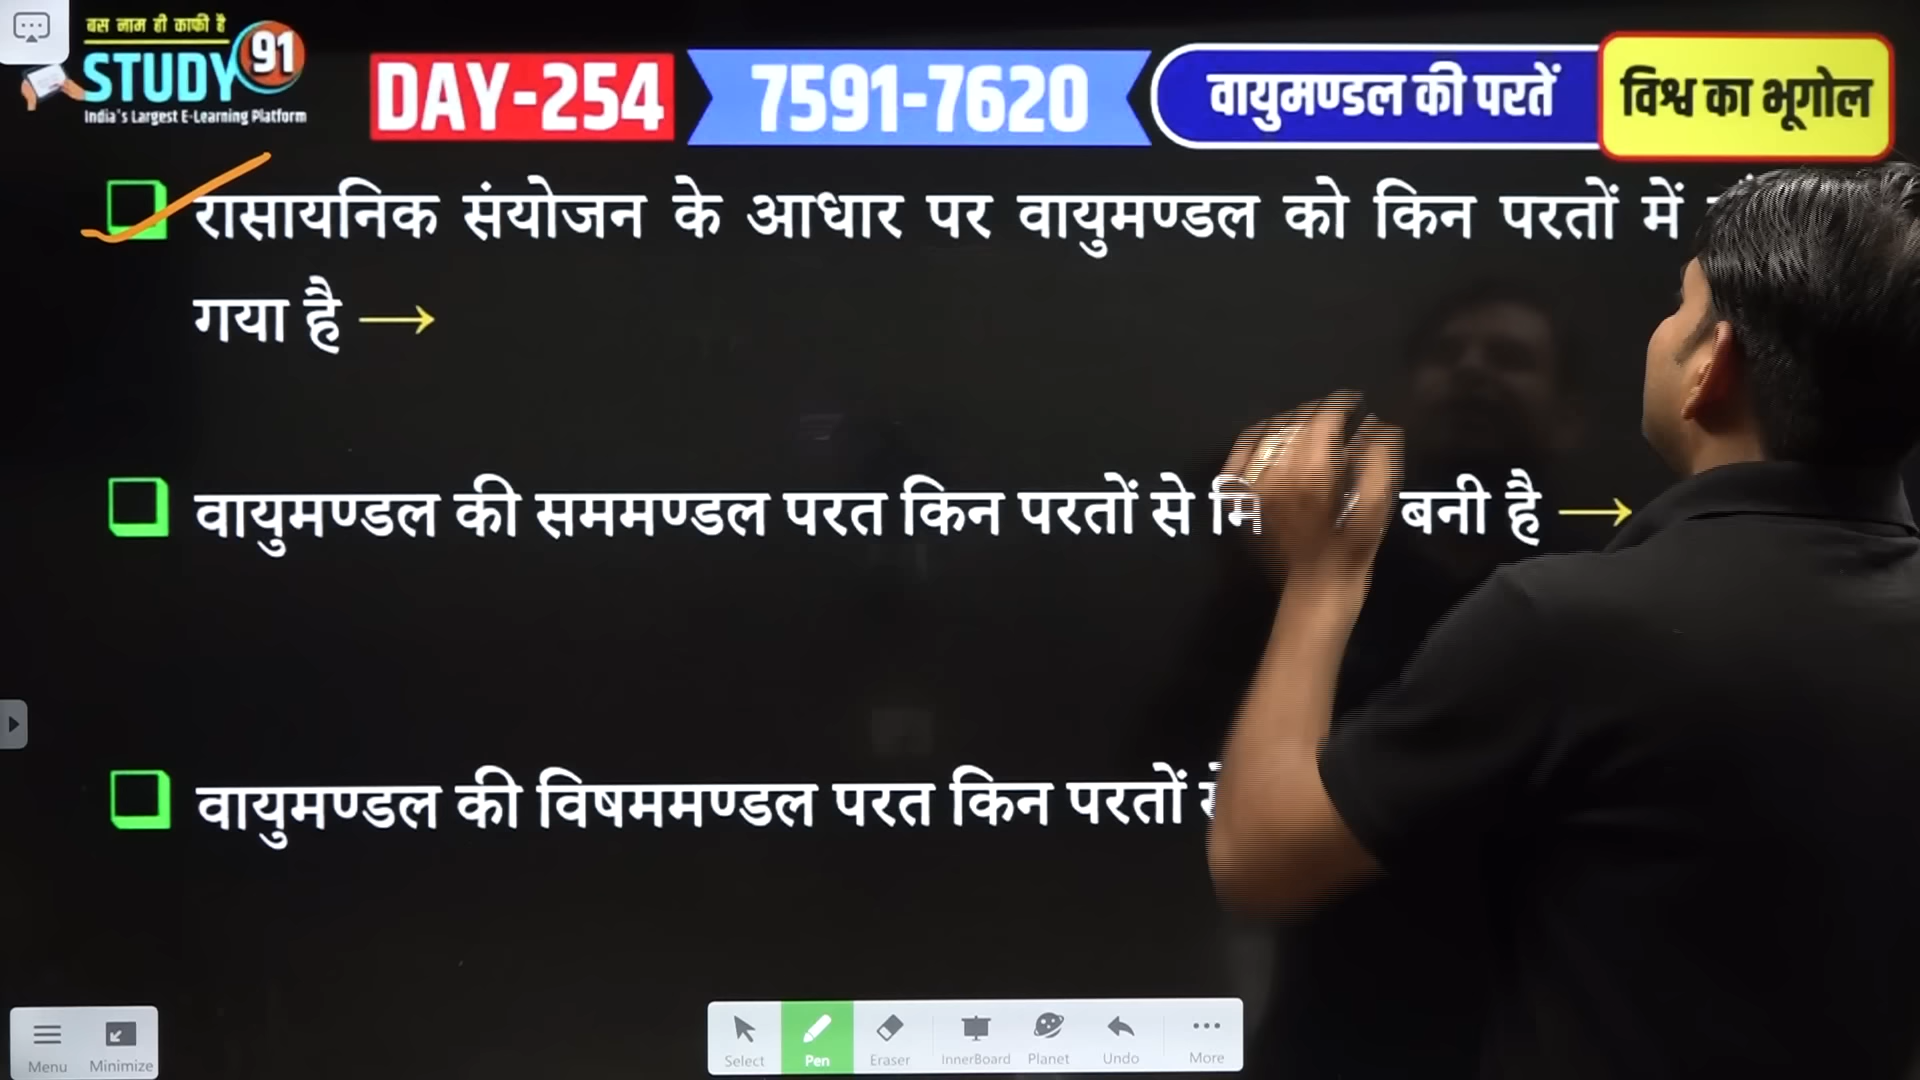 बस नाम ही काफी है
STUDY 91
India's Largest E-Learning Platform
DAY-254
7591-7620
वायुमण्डल की परतें
विश्व का भूगोल
रासायनिक संयोजन के आधार पर वायुमण्डल को किन परतों में
गया है →
वायुमण्डल की सममण्डल परत किन परतों से बनी है →
वायुमण्डल की विषममण्डल परत किन परतों
Menu
Minimize
Select
Pen
Eraser
InnerBoard
Planet
Undo
More